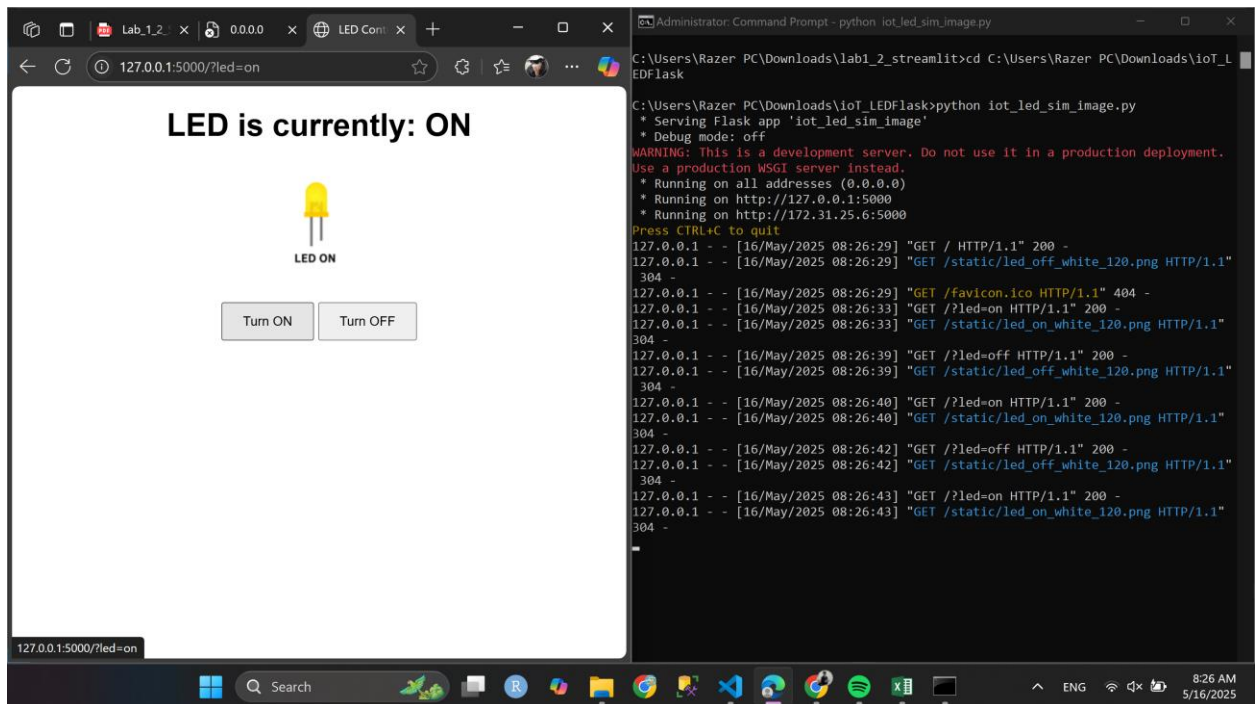 Lab_1_2_
0.0.0.0
LED Cont
127.0.0.1:5000/?led=on
LED is currently: ON
LED ON
Turn ON
Turn OFF
127.0.0.1:5000/?led=on
Administrator: Command Prompt - python iot_led_sim_image.py
C:\Users\Razer PC\Downloads\lab1_2_streamlit>cd C:\Users\Razer PC\Downloads\ioT_L
EDFlask
C:\Users\Razer PC\Downloads\ioT_LEDFlask>python iot_led_sim_image.py
* Serving Flask app 'iot_led_sim_image'
* Debug mode: off
WARNING: This is a development server. Do not use it in a production deployment.
Use a production WSGI server instead.
* Running on all addresses (0.0.0.0)
* Running on http://127.0.0.1:5000
* Running on http://172.31.25.6:5000
Press CTRL+C to quit
127.0.0.1 - - [16/May/2025 08:26:29] "GET / HTTP/1.1" 200 -
127.0.0.1 - - [16/May/2025 08:26:29] "GET /static/led_off_white_120.png HTTP/1.1"
304 -
127.0.0.1 - - [16/May/2025 08:26:29] "GET /favicon.ico HTTP/1.1" 404 -
127.0.0.1 - - [16/May/2025 08:26:33] "GET /?led=on HTTP/1.1" 200 -
127.0.0.1 - - [16/May/2025 08:26:33] "GET /static/led_on_white_120.png HTTP/1.1"
304 -
127.0.0.1 - - [16/May/2025 08:26:39] "GET /?led=off HTTP/1.1" 200 -
127.0.0.1 - - [16/May/2025 08:26:39] "GET /static/led_off_white_120.png HTTP/1.1"
304 -
127.0.0.1 - - [16/May/2025 08:26:40] "GET /?led=on HTTP/1.1" 200 -
127.0.0.1 - - [16/May/2025 08:26:40] "GET /static/led_on_white_120.png HTTP/1.1"
304 -
127.0.0.1 - - [16/May/2025 08:26:42] "GET /?led=off HTTP/1.1" 200 -
127.0.0.1 - - [16/May/2025 08:26:42] "GET /static/led_off_white_120.png HTTP/1.1"
304 -
127.0.0.1 - - [16/May/2025 08:26:43] "GET /?led=on HTTP/1.1" 200 -
127.0.0.1 - - [16/May/2025 08:26:43] "GET /static/led_on_white_120.png HTTP/1.1"
304 -
Search
ENG
8:26 AM
5/16/2025